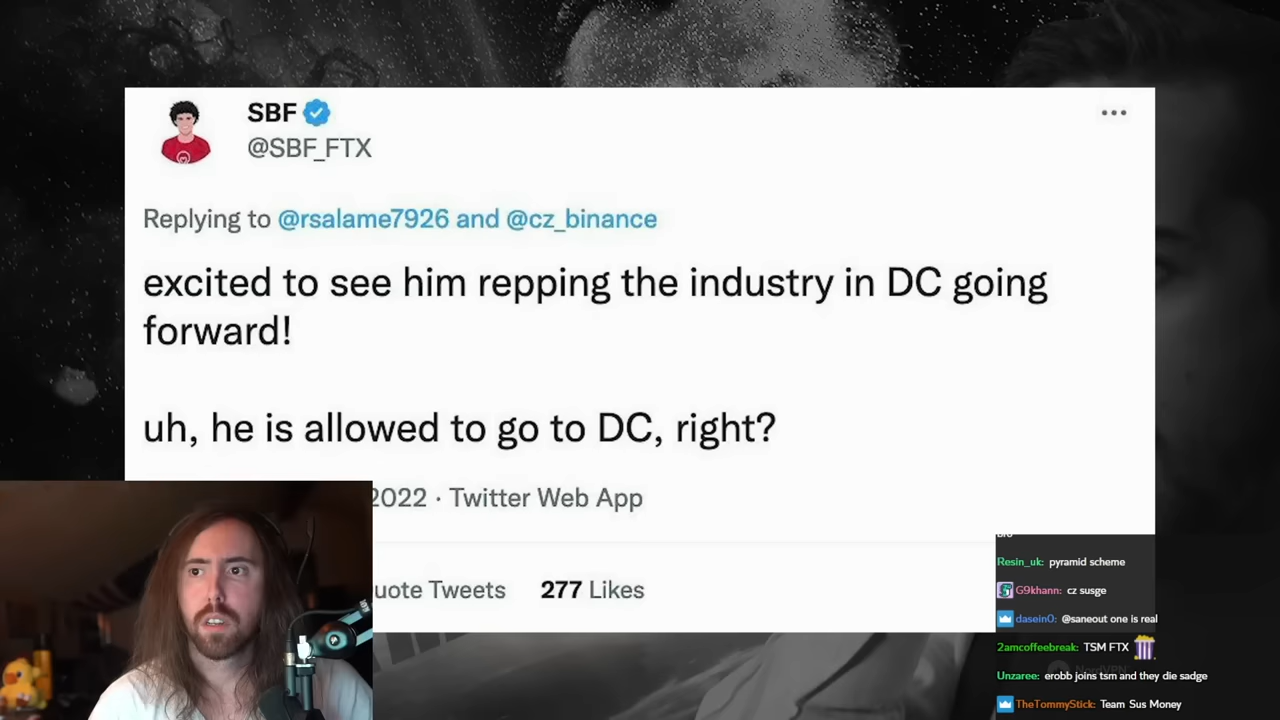 SBF
@SBF_FTX
Replying to @rsalame7926 and @cz_binance
excited to see him repping the industry in DC going
forward!
uh, he is allowed to go to DC, right?
2022 · Twitter Web App
uote Tweets 277 Likes
Resin_uk: pyramid scheme
G9khann: cz susge
dasein0: @saneout one is real
2amcoffeebreak: TSM FTX
NordVPN
Unzaree: erobb joins tsm and they die sadge
TheTommyStick: Team Sus Money